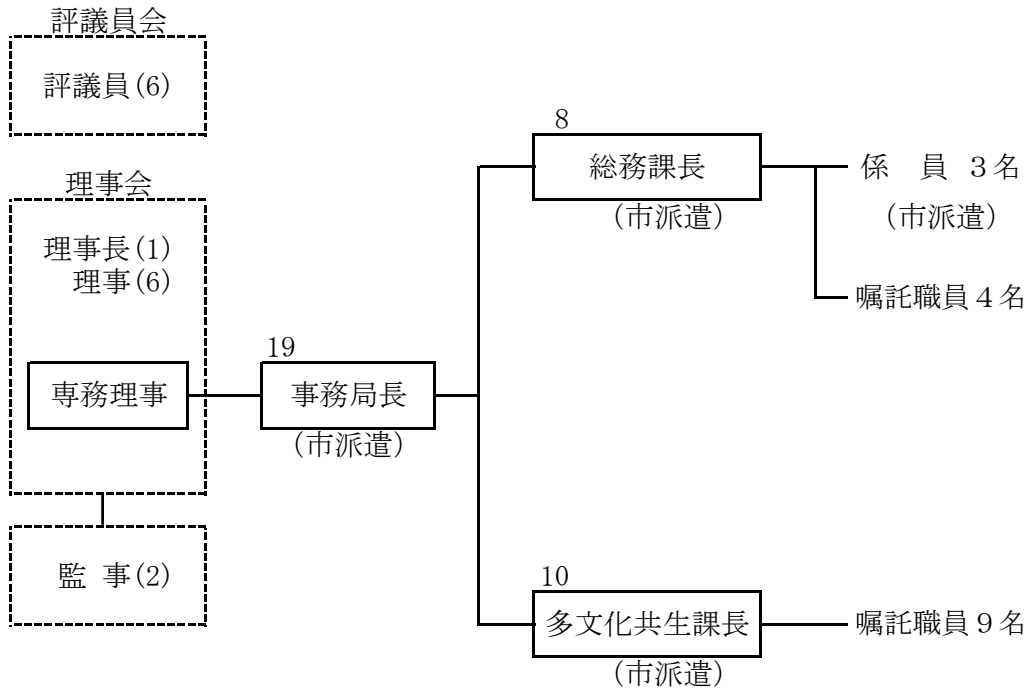 評議員会
評議員(6)
理事会
理事長(1)
理事(6)
専務理事
監 事(2)
19
事務局長
(市派遣)
8
総務課長
(市派遣)
係 員 3名
(市派遣)
嘱託職員4名
10
多文化共生課長
(市派遣)
嘱託職員9名